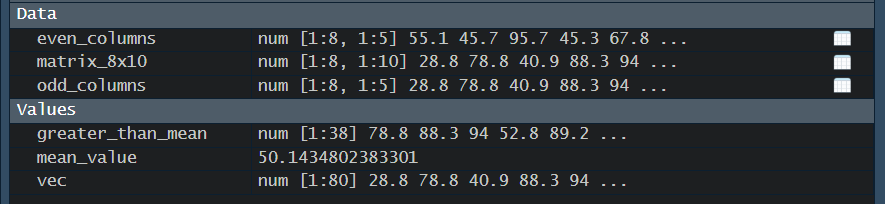 Data
even_columns num [1:8, 1:5] 55.1 45.7 95.7 45.3 67.8 ...
matrix_8x10 num [1:8, 1:10] 28.8 78.8 40.9 88.3 94 ...
odd_columns num [1:8, 1:5] 28.8 78.8 40.9 88.3 94 ...
Values
greater_than_mean num [1:38] 78.8 88.3 94 52.8 89.2 ...
mean_value 50.1434802383301
vec num [1:80] 28.8 78.8 40.9 88.3 94 ...